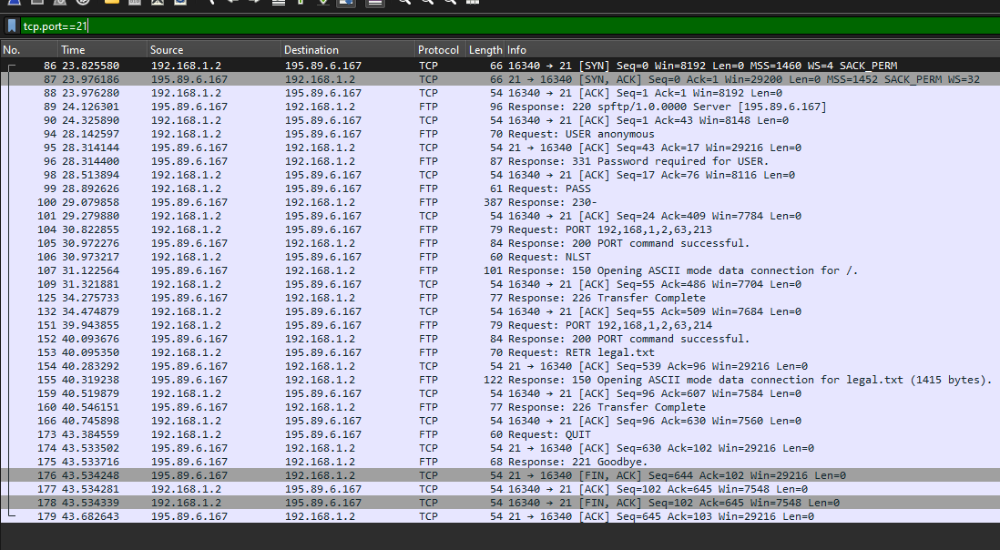 tcp.port==21
No. Time Source Destination Protocol Length Info
86 23.825580 192.168.1.2 195.89.6.167 TCP 66 16340 → 21 [SYN] Seq=0 Win=8192 Len=0 MSS=1460 WS=4 SACK_PERM
87 23.976186 195.89.6.167 192.168.1.2 TCP 66 21 → 16340 [SYN, ACK] Seq=0 Ack=1 Win=29200 Len=0 MSS=1452 SACK_PERM WS=32
88 23.976280 192.168.1.2 195.89.6.167 TCP 54 16340 → 21 [ACK] Seq=1 Ack=1 Win=8192 Len=0
89 24.126301 195.89.6.167 192.168.1.2 FTP 96 Response: 220 spftp/1.0.0000 Server [195.89.6.167]
90 24.325890 192.168.1.2 195.89.6.167 TCP 54 16340 → 21 [ACK] Seq=1 Ack=43 Win=8148 Len=0
94 28.142597 192.168.1.2 195.89.6.167 FTP 70 Request: USER anonymous
95 28.314144 195.89.6.167 192.168.1.2 TCP 54 21 → 16340 [ACK] Seq=43 Ack=17 Win=29216 Len=0
96 28.314400 195.89.6.167 192.168.1.2 FTP 87 Response: 331 Password required for USER.
98 28.513894 192.168.1.2 195.89.6.167 TCP 54 16340 → 21 [ACK] Seq=17 Ack=76 Win=8116 Len=0
99 28.892626 192.168.1.2 195.89.6.167 FTP 61 Request: PASS
100 29.079858 195.89.6.167 192.168.1.2 FTP 387 Response: 230-
101 29.279880 192.168.1.2 195.89.6.167 TCP 54 16340 → 21 [ACK] Seq=24 Ack=409 Win=7784 Len=0
104 30.822855 192.168.1.2 195.89.6.167 FTP 79 Request: PORT 192,168,1,2,63,213
105 30.972276 195.89.6.167 192.168.1.2 FTP 84 Response: 200 PORT command successful.
106 30.973217 192.168.1.2 195.89.6.167 FTP 60 Request: NLST
107 31.122564 195.89.6.167 192.168.1.2 FTP 101 Response: 150 Opening ASCII mode data connection for /.
109 31.321881 192.168.1.2 195.89.6.167 TCP 54 16340 → 21 [ACK] Seq=55 Ack=486 Win=7704 Len=0
125 34.275733 195.89.6.167 192.168.1.2 FTP 77 Response: 226 Transfer Complete
132 34.474879 192.168.1.2 195.89.6.167 TCP 54 16340 → 21 [ACK] Seq=55 Ack=509 Win=7684 Len=0
151 39.943855 192.168.1.2 195.89.6.167 FTP 79 Request: PORT 192,168,1,2,63,214
152 40.093676 195.89.6.167 192.168.1.2 FTP 84 Response: 200 PORT command successful.
153 40.095350 192.168.1.2 195.89.6.167 FTP 70 Request: RETR legal.txt
154 40.283292 195.89.6.167 192.168.1.2 TCP 54 21 → 16340 [ACK] Seq=539 Ack=96 Win=29216 Len=0
155 40.319238 195.89.6.167 192.168.1.2 FTP 122 Response: 150 Opening ASCII mode data connection for legal.txt (1415 bytes).
159 40.519879 192.168.1.2 195.89.6.167 TCP 54 16340 → 21 [ACK] Seq=96 Ack=607 Win=7584 Len=0
160 40.546151 195.89.6.167 192.168.1.2 FTP 77 Response: 226 Transfer Complete
166 40.745898 192.168.1.2 195.89.6.167 TCP 54 16340 → 21 [ACK] Seq=96 Ack=630 Win=7560 Len=0
173 43.384559 192.168.1.2 195.89.6.167 FTP 60 Request: QUIT
174 43.533502 195.89.6.167 192.168.1.2 TCP 54 21 → 16340 [ACK] Seq=630 Ack=102 Win=29216 Len=0
175 43.533716 195.89.6.167 192.168.1.2 FTP 68 Response: 221 Goodbye.
176 43.534248 195.89.6.167 192.168.1.2 TCP 54 21 → 16340 [FIN, ACK] Seq=644 Ack=102 Win=29216 Len=0
177 43.534281 192.168.1.2 195.89.6.167 TCP 54 16340 → 21 [ACK] Seq=102 Ack=645 Win=7548 Len=0
178 43.534339 192.168.1.2 195.89.6.167 TCP 54 16340 → 21 [FIN, ACK] Seq=102 Ack=645 Win=7548 Len=0
179 43.682643 195.89.6.167 192.168.1.2 TCP 54 21 → 16340 [ACK] Seq=645 Ack=103 Win=29216 Len=0